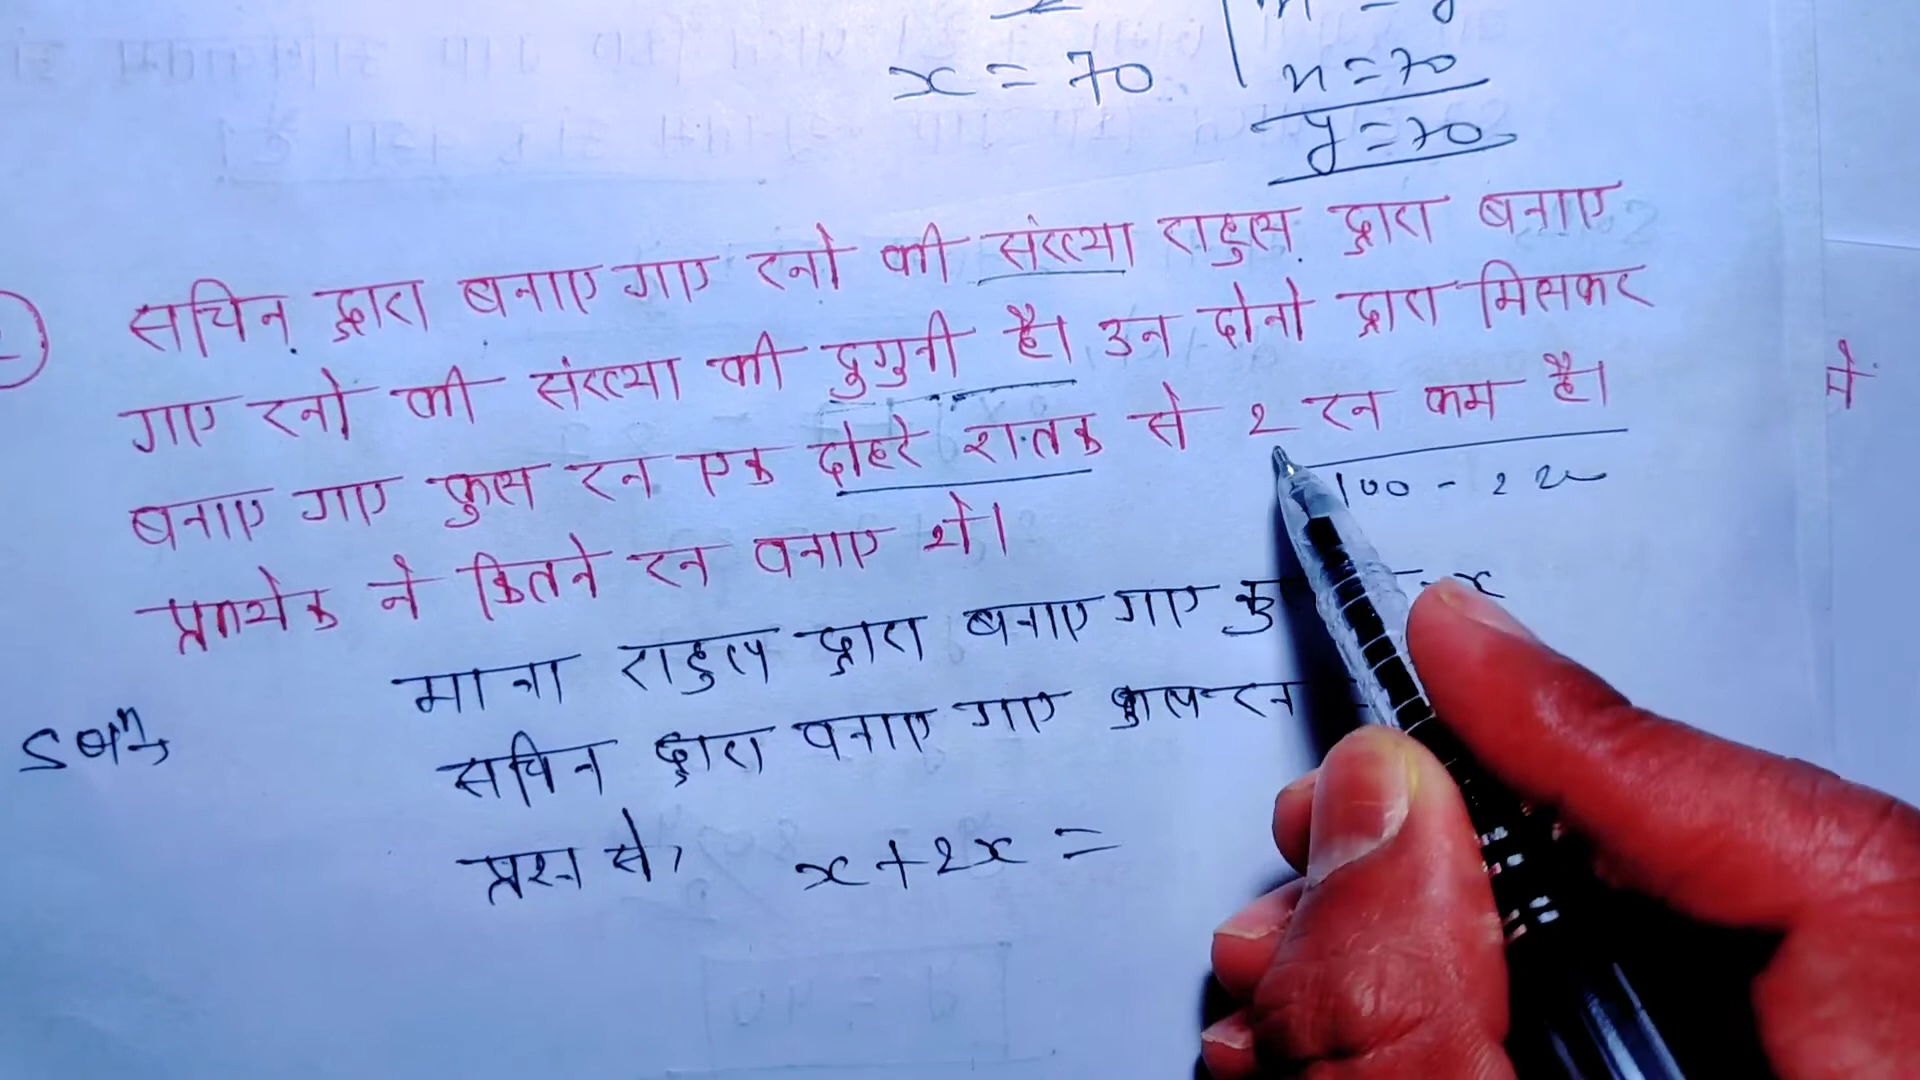 x = 70
x = 70
y = 70
सचिन द्वारा बनाए गए रनो की संख्या राहुल द्वारा बनाए
गए रनो की संख्या की दुगुनी है। उन दोनो द्वारा मिलकर
बनाए गए कुल रन एक दोहरे शतक से 2 रन कम है।
100 - 2
प्रत्येक ने कितने रन बनाए थे।
माना राहुल द्वारा बनाए गए x
Solⁿ
सचिन द्वारा बनाए गए कुल रन
प्रश्न से, x + 2x =
ने